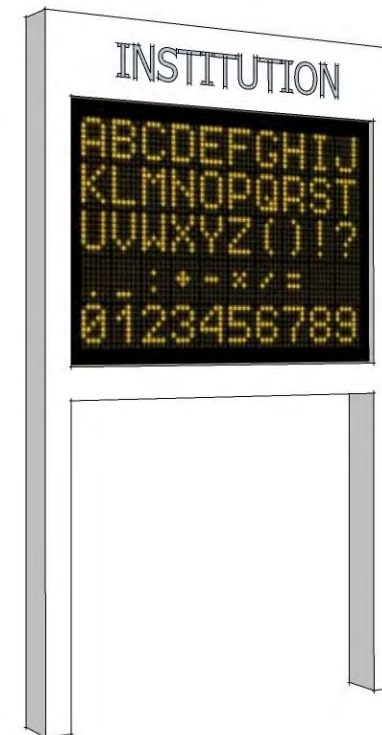 INSTITUTION
ABCDEFGHIJ
KLMNOPQRST
UVWXYZ()!?
. _ : + - × / =
0123456789